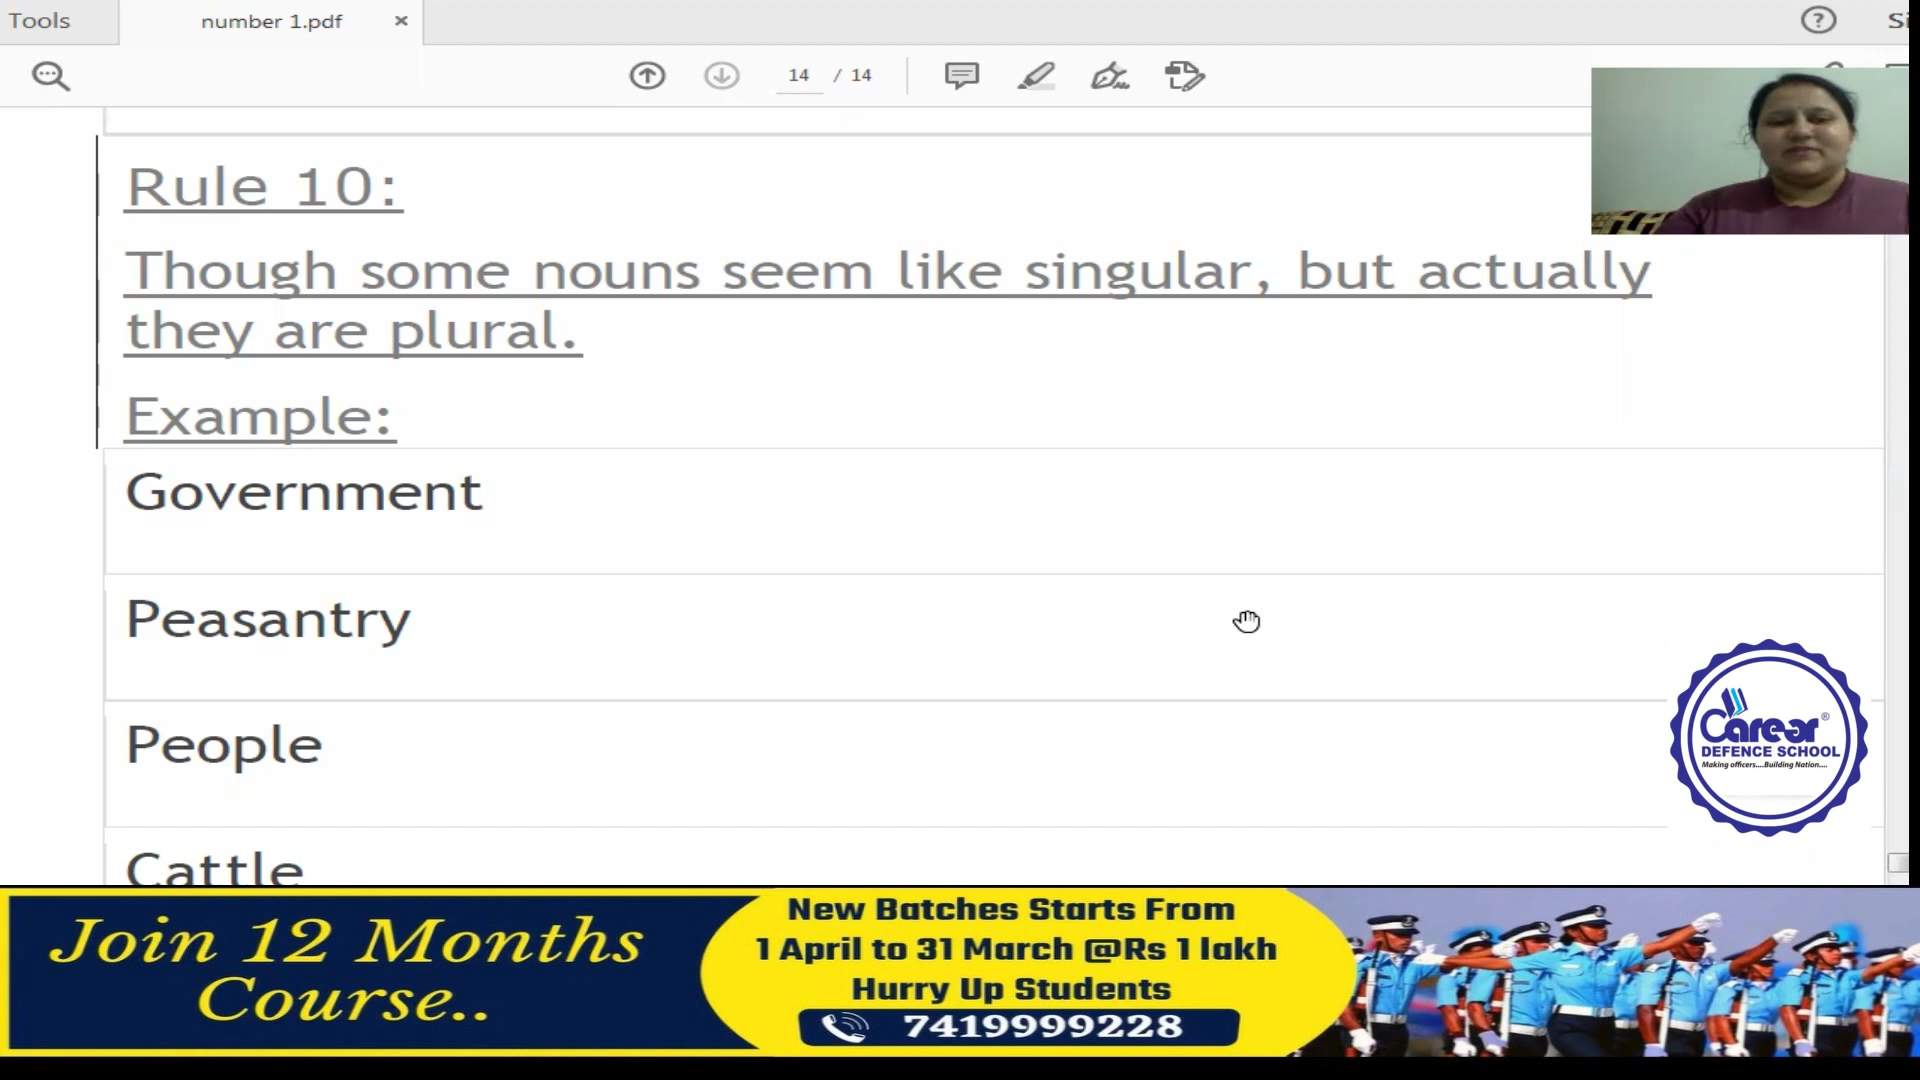 Tools
number 1.pdf
14 / 14
Rule 10:
Though some nouns seem like singular, but actually
they are plural.
Example:
Government
Peasantry
People
Cattle
Carear®
DEFENCE SCHOOL
Making officers....Building Nation....
Join 12 Months
Course..
New Batches Starts From
1 April to 31 March @Rs 1 lakh
Hurry Up Students
7419999228